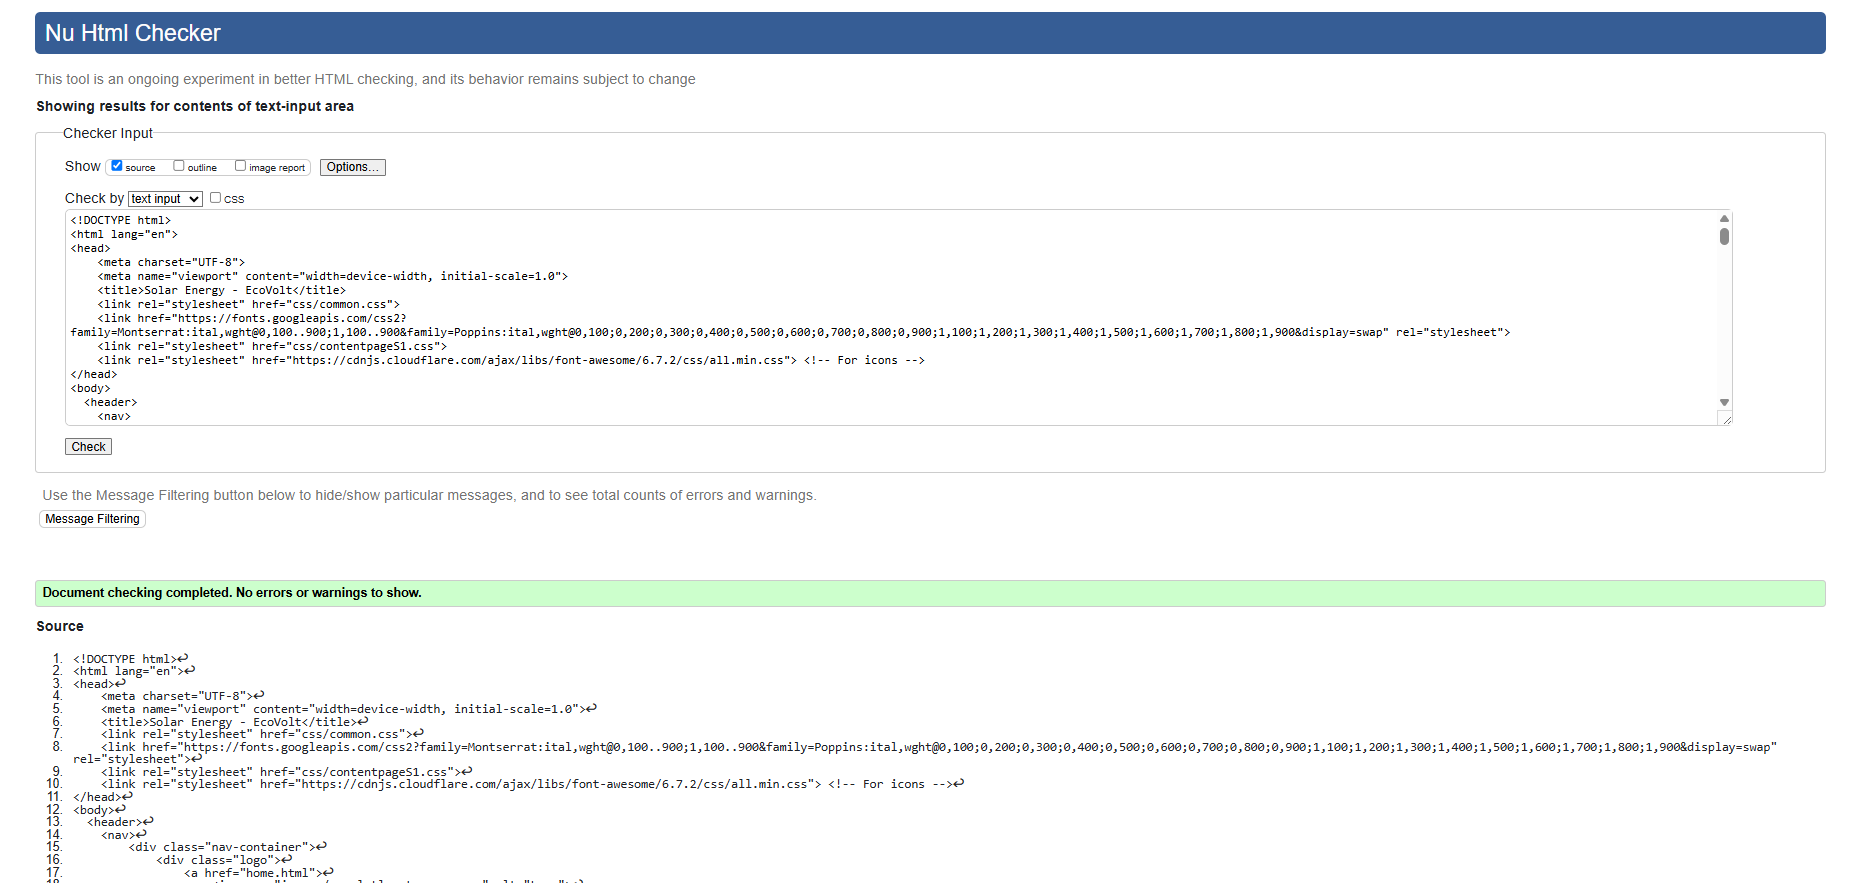 Nu Html Checker
This tool is an ongoing experiment in better HTML checking, and its behavior remains subject to change
Showing results for contents of text-input area
Checker Input
Show source outline image report Options...
Check by text input css
<!DOCTYPE html>
<html lang="en">
<head>
    <meta charset="UTF-8">
    <meta name="viewport" content="width=device-width, initial-scale=1.0">
    <title>Solar Energy - EcoVolt</title>
    <link rel="stylesheet" href="css/common.css">
    <link href="https://fonts.googleapis.com/css2?
family=Montserrat:ital,wght@0,100..900;1,100..900&family=Poppins:ital,wght@0,100;0,200;0,300;0,400;0,500;0,600;0,700;0,800;0,900;1,100;1,200;1,300;1,400;1,500;1,600;1,700;1,800;1,900&display=swap" rel="stylesheet">
    <link rel="stylesheet" href="css/contentpageS1.css">
    <link rel="stylesheet" href="https://cdnjs.cloudflare.com/ajax/libs/font-awesome/6.7.2/css/all.min.css"> <!-- For icons -->
</head>
<body>
  <header>
    <nav>
Check
Use the Message Filtering button below to hide/show particular messages, and to see total counts of errors and warnings.
Message Filtering
Document checking completed. No errors or warnings to show.
Source
1. <!DOCTYPE html>↩
2. <html lang="en">↩
3. <head>↩
4.     <meta charset="UTF-8">↩
5.     <meta name="viewport" content="width=device-width, initial-scale=1.0">↩
6.     <title>Solar Energy - EcoVolt</title>↩
7.     <link rel="stylesheet" href="css/common.css">↩
8.     <link href="https://fonts.googleapis.com/css2?family=Montserrat:ital,wght@0,100..900;1,100..900&family=Poppins:ital,wght@0,100;0,200;0,300;0,400;0,500;0,600;0,700;0,800;0,900;1,100;1,200;1,300;1,400;1,500;1,600;1,700;1,800;1,900&display=swap"
rel="stylesheet">↩
9.     <link rel="stylesheet" href="css/contentpageS1.css">↩
10.     <link rel="stylesheet" href="https://cdnjs.cloudflare.com/ajax/libs/font-awesome/6.7.2/css/all.min.css"> <!-- For icons -->↩
11. </head>↩
12. <body>↩
13.   <header>↩
14.     <nav>↩
15.         <div class="nav-container">↩
16.             <div class="logo">↩
17.                 <a href="home.html">↩